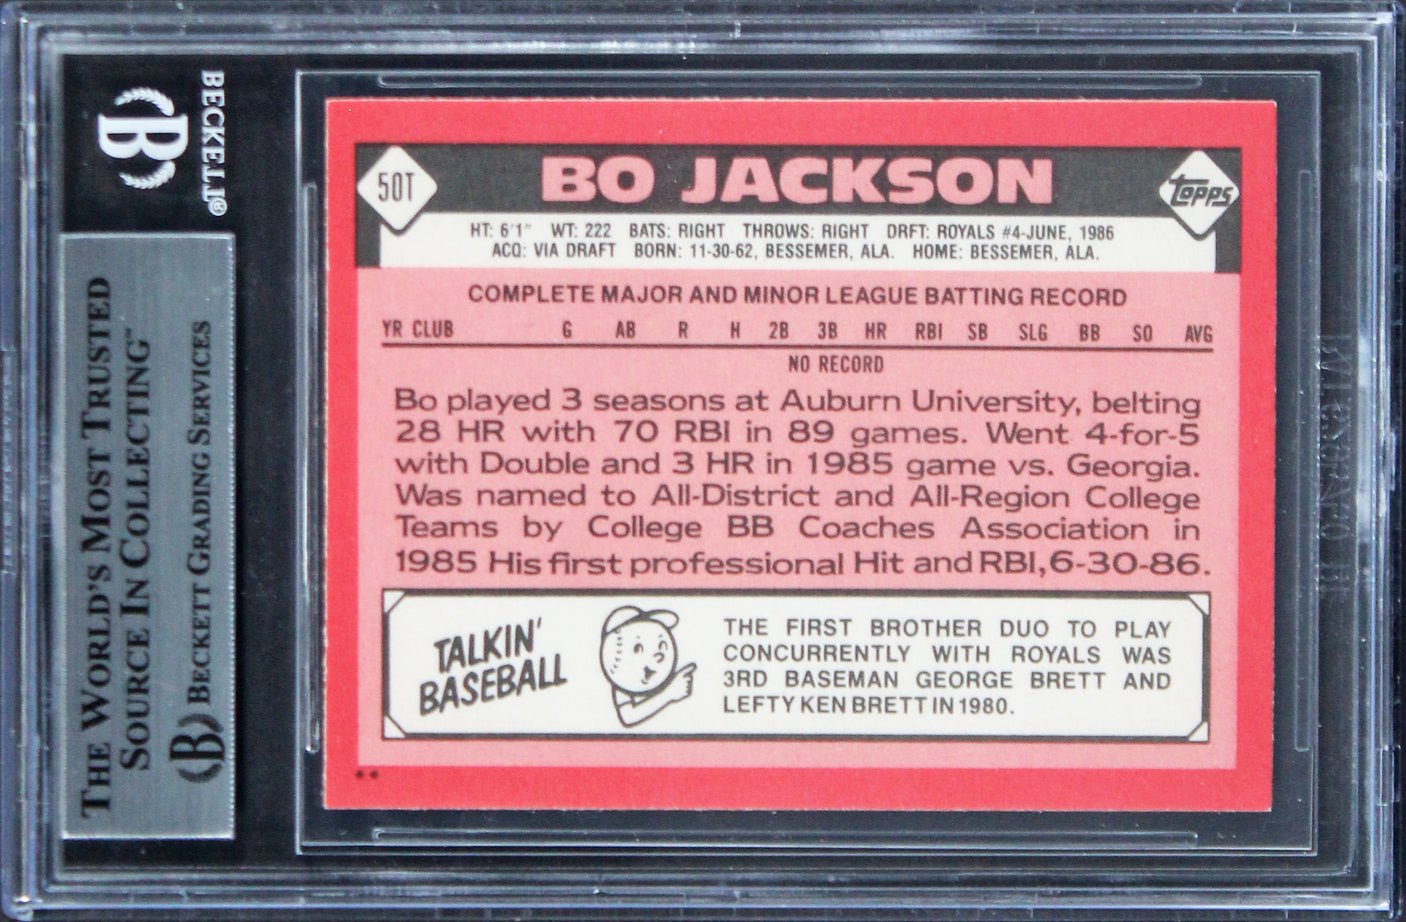 BECKETT®
THE WORLD'S MOST TRUSTED
SOURCE IN COLLECTING™
BECKETT GRADING SERVICES
B
50T
BO JACKSON
Topps
HT: 6'1" WT: 222 BATS: RIGHT THROWS: RIGHT DRFT: ROYALS #4-JUNE, 1986
ACQ: VIA DRAFT BORN: 11-30-62, BESSEMER, ALA. HOME: BESSEMER, ALA.
COMPLETE MAJOR AND MINOR LEAGUE BATTING RECORD
YR CLUB G AB R H 2B 3B HR RBI SB SLG BB SO AVG
NO RECORD
Bo played 3 seasons at Auburn University, belting
28 HR with 70 RBI in 89 games. Went 4-for-5
with Double and 3 HR in 1985 game vs. Georgia.
Was named to All-District and All-Region College
Teams by College BB Coaches Association in
1985 His first professional Hit and RBI, 6-30-86.
TALKIN'
BASEBALL
THE FIRST BROTHER DUO TO PLAY
CONCURRENTLY WITH ROYALS WAS
3RD BASEMAN GEORGE BRETT AND
LEFTY KEN BRETT IN 1980.
**